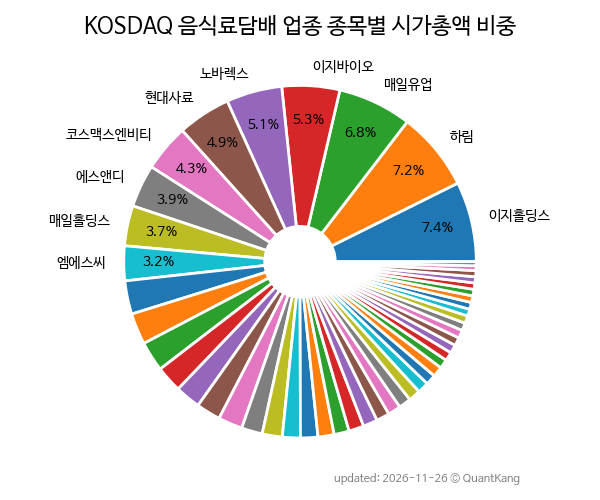 KOSDAQ 음식료담배 업종 종목별 시가총액 비중
이지홀딩스
7.4%
하림
7.2%
매일유업
6.8%
이지바이오
5.3%
노바렉스
5.1%
현대사료
4.9%
코스맥스엔비티
4.3%
에스앤디
3.9%
매일홀딩스
3.7%
엠에스씨
3.2%
updated: 2026-11-26 © QuantKang